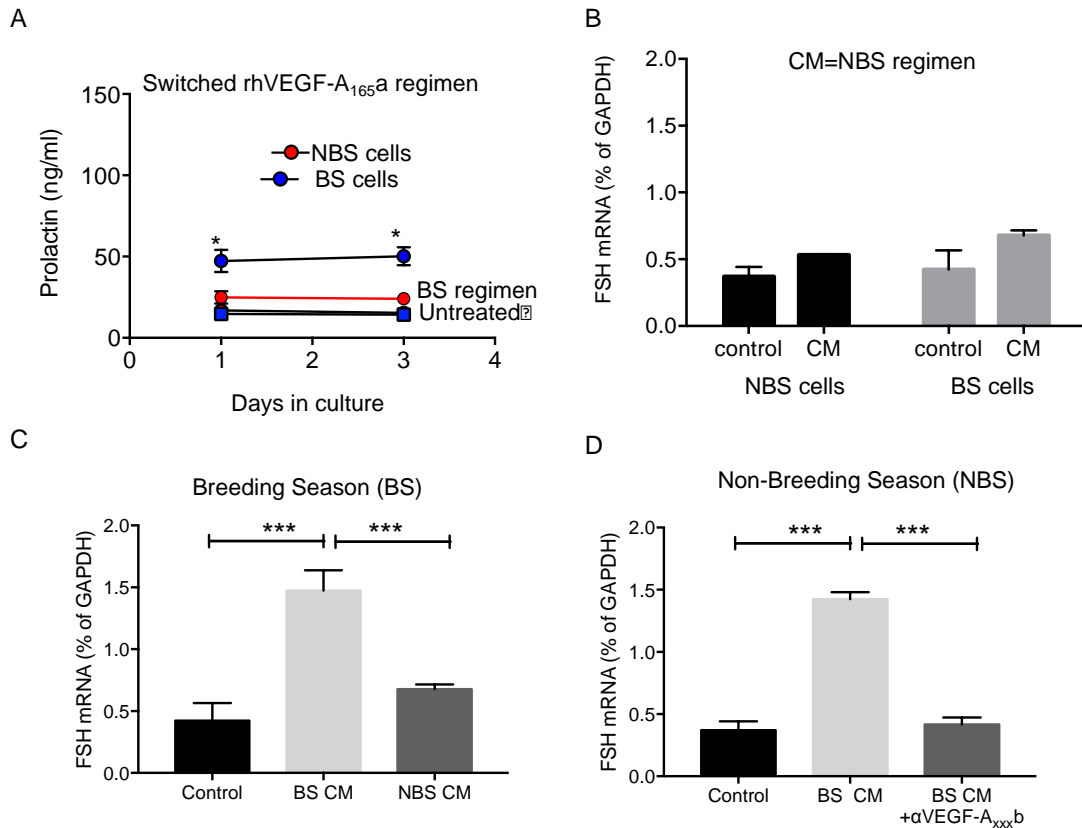 A
Switched rhVEGF-A₁₆₅a regimen
150
100
50
0
Prolactin (ng/ml)
NBS cells
BS cells
*
*
BS regimen
Untreated
0 1 2 3 4
Days in culture
B
CM=NBS regimen
2.0
1.5
1.0
0.5
0.0
FSH mRNA (% of GAPDH)
control CM control CM
NBS cells BS cells
C
Breeding Season (BS)
*** ***
2.0
1.5
1.0
0.5
0.0
FSH mRNA (% of GAPDH)
Control BS CM NBS CM
D
Non-Breeding Season (NBS)
*** ***
2.0
1.5
1.0
0.5
0.0
FSH mRNA (% of GAPDH)
Control BS CM BS CM
+αVEGF-Aₓₓₓb